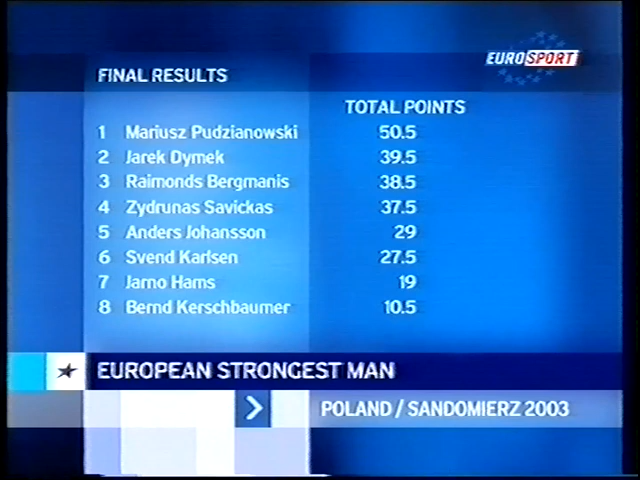 EUROSPORT
FINAL RESULTS
TOTAL POINTS
1 Mariusz Pudzianowski 50.5
2 Jarek Dymek 39.5
3 Raimonds Bergmanis 38.5
4 Zydrunas Savickas 37.5
5 Anders Johansson 29
6 Svend Karlsen 27.5
7 Jarno Hams 19
8 Bernd Kerschbaumer 10.5
EUROPEAN STRONGEST MAN
POLAND / SANDOMIERZ 2003